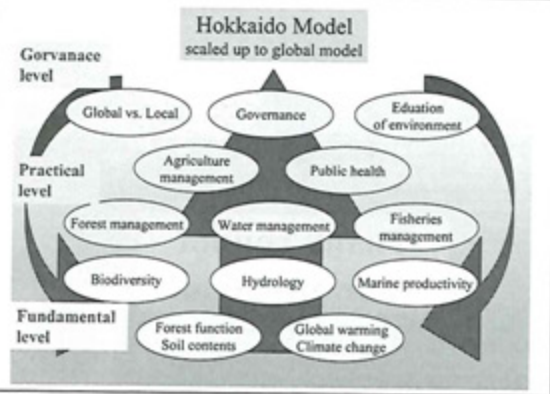 Hokkaido Model
scaled up to global model
Gorvanace
level
Global vs. Local
Governance
Eduation
of environment
Agriculture
management
Public health
Practical
level
Forest management
Water management
Fisheries
management
Biodiversity
Hydrology
Marine productivity
Fundamental
level
Forest function
Soil contents
Global warming
Climate change